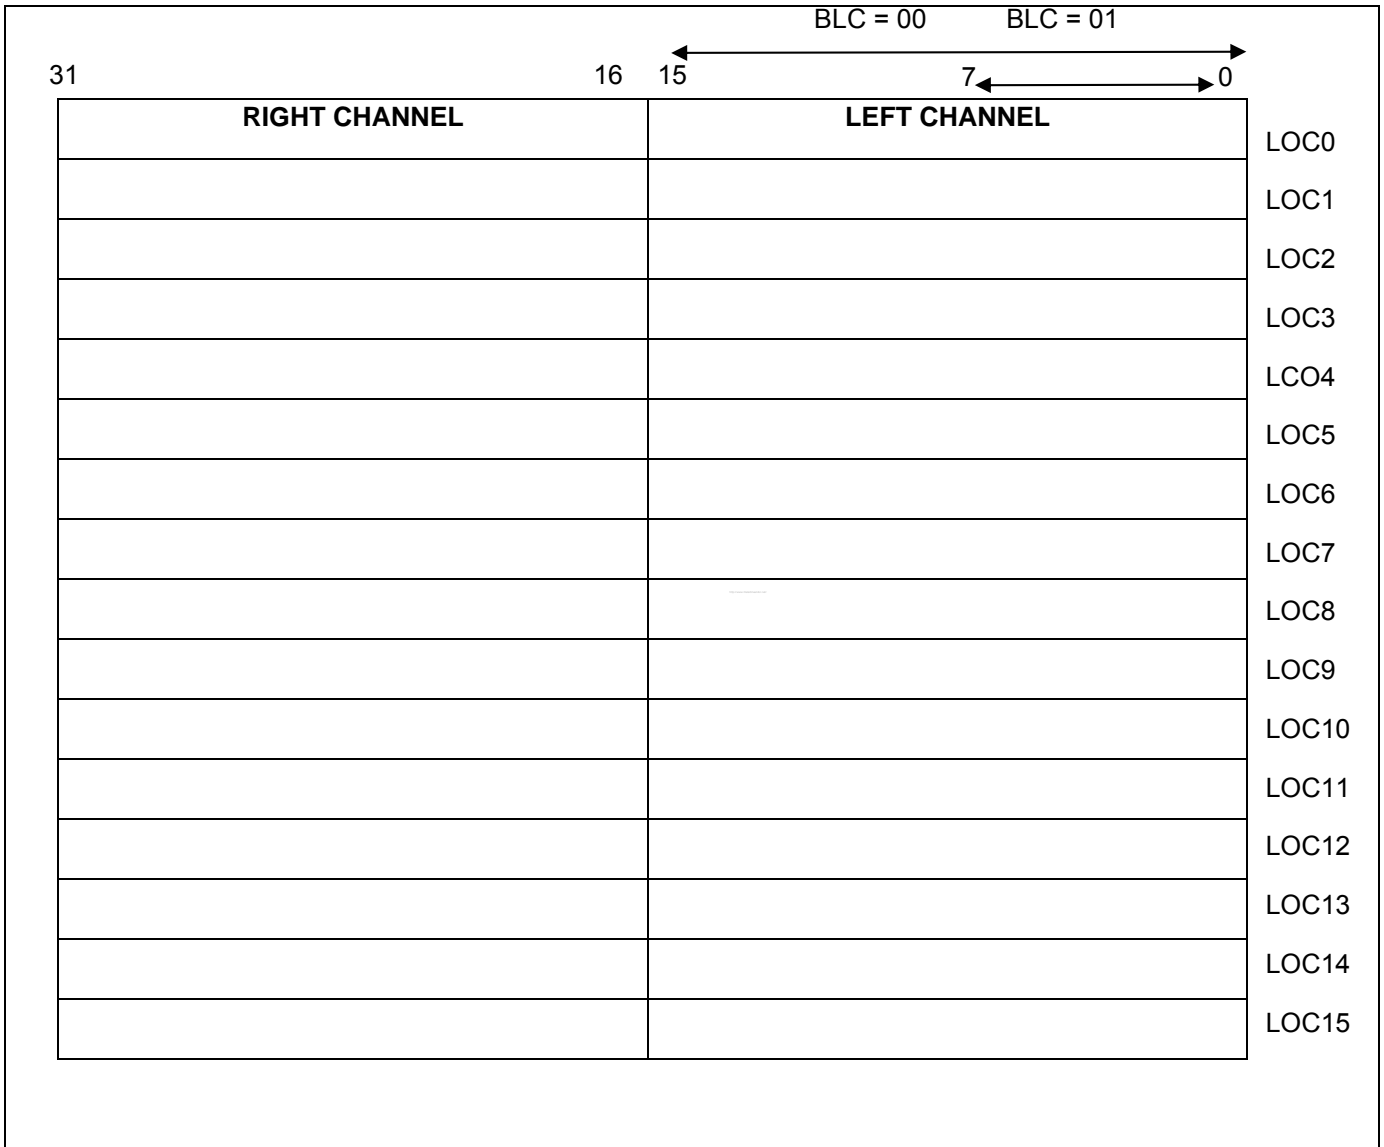 BLC = 00 BLC = 01
31 16 15 7 0
RIGHT CHANNEL LEFT CHANNEL
LOC0
LOC1
LOC2
LOC3
LCO4
LOC5
LOC6
LOC7
LOC8
LOC9
LOC10
LOC11
LOC12
LOC13
LOC14
LOC15